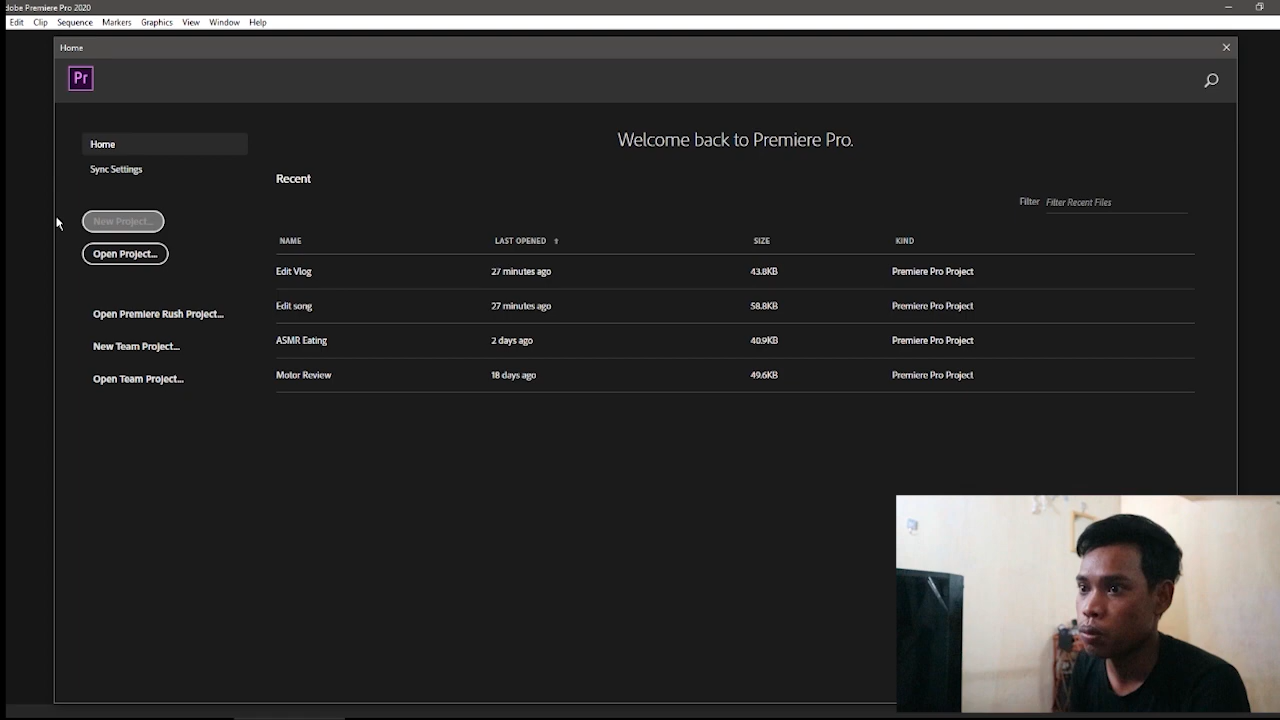 dobe Premiere Pro 2020
Edit Clip Sequence Markers Graphics View Window Help
Home
Pr
Home
Sync Settings
Welcome back to Premiere Pro.
Recent
New Project...
Open Project...
Filter Filter Recent Files
NAME LAST OPENED SIZE KIND
Edit Vlog 27 minutes ago 43.8KB Premiere Pro Project
Edit song 27 minutes ago 58.8KB Premiere Pro Project
ASMR Eating 2 days ago 40.9KB Premiere Pro Project
Motor Review 18 days ago 49.6KB Premiere Pro Project
Open Premiere Rush Project...
New Team Project...
Open Team Project...